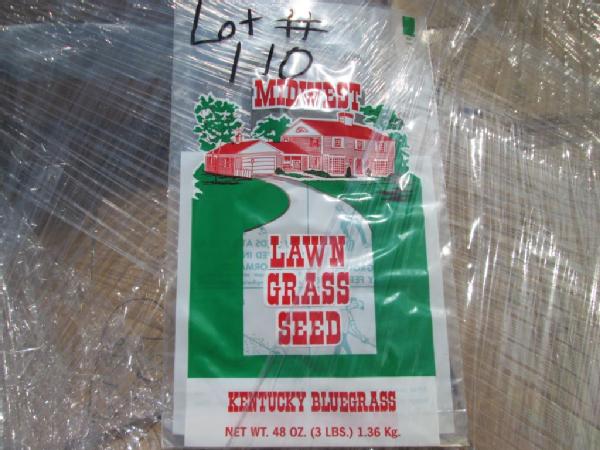 Lot #
110
MIDWEST
LAWN
GRASS
SEED
KENTUCKY BLUEGRASS
NET WT. 48 OZ. (3 LBS.) 1.36 Kg.